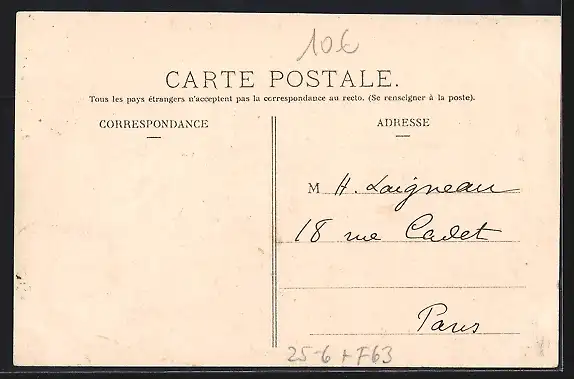 10€
CARTE POSTALE.
Tous les pays étrangers n'acceptent pas la correspondance au recto. (Se renseigner à la poste).
CORRESPONDANCE
ADRESSE
M H. Laigneau
18 rue Cadet
Paris
25-6 + F63